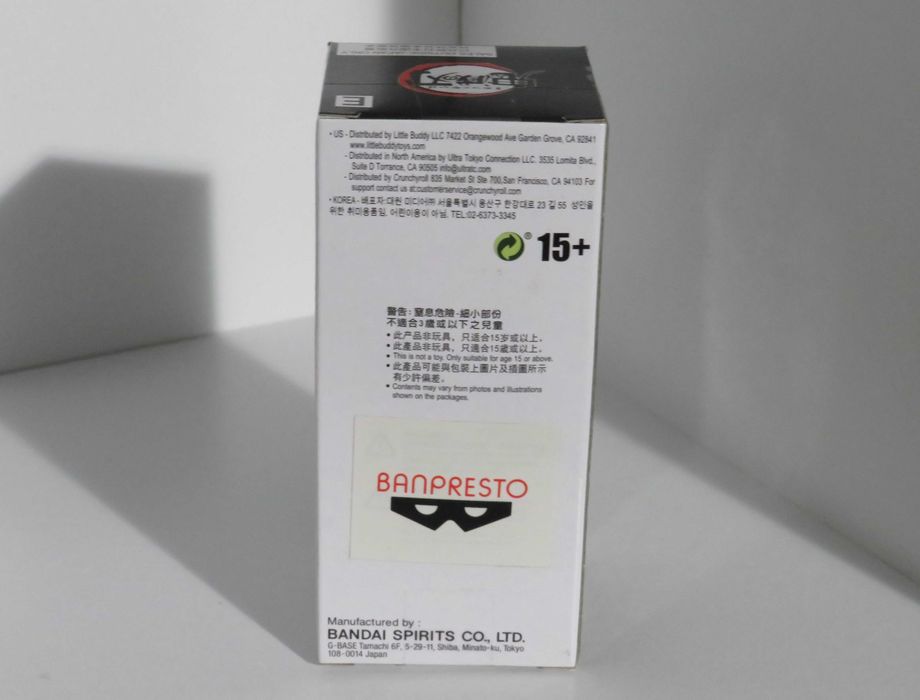 • US - Distributed by Little Buddy LLC 7422 Orangewood Ave Garden Grove, CA 92841
www.littlebuddytoys.com
- Distributed in North America by Ultra Tokyo Connection LLC. 3535 Lomita Blvd.,
Suite D Torrance, CA 90505 info@ultratc.com
- Distributed by Crunchyroll 835 Market St Ste 700,San Francisco, CA 94103 For
support contact us at:customerservice@crunchyroll.com
• KOREA - 배포자:대원 미디어㈜ 서울특별시 용산구 한강대로 23 길 55 성인을
위한 취미용품임. 어린이용이 아님. TEL:02-6373-3345
® 15+
警告: 窒息危險-細小部份
不適合3歲或以下之兒童
• 此产品非玩具，只适合15岁或以上。
• 此產品非玩具，只適合15歲或以上。
• This is not a toy. Only suitable for age 15 or above.
• 此產品可能與包裝上圖片及插圖所示
有少許偏差。
• Contents may vary from photos and illustrations
shown on the packages.
BANPRESTO
Manufactured by :
BANDAI SPIRITS CO., LTD.
G-BASE Tamachi 6F, 5-29-11, Shiba, Minato-ku, Tokyo
108-0014 Japan